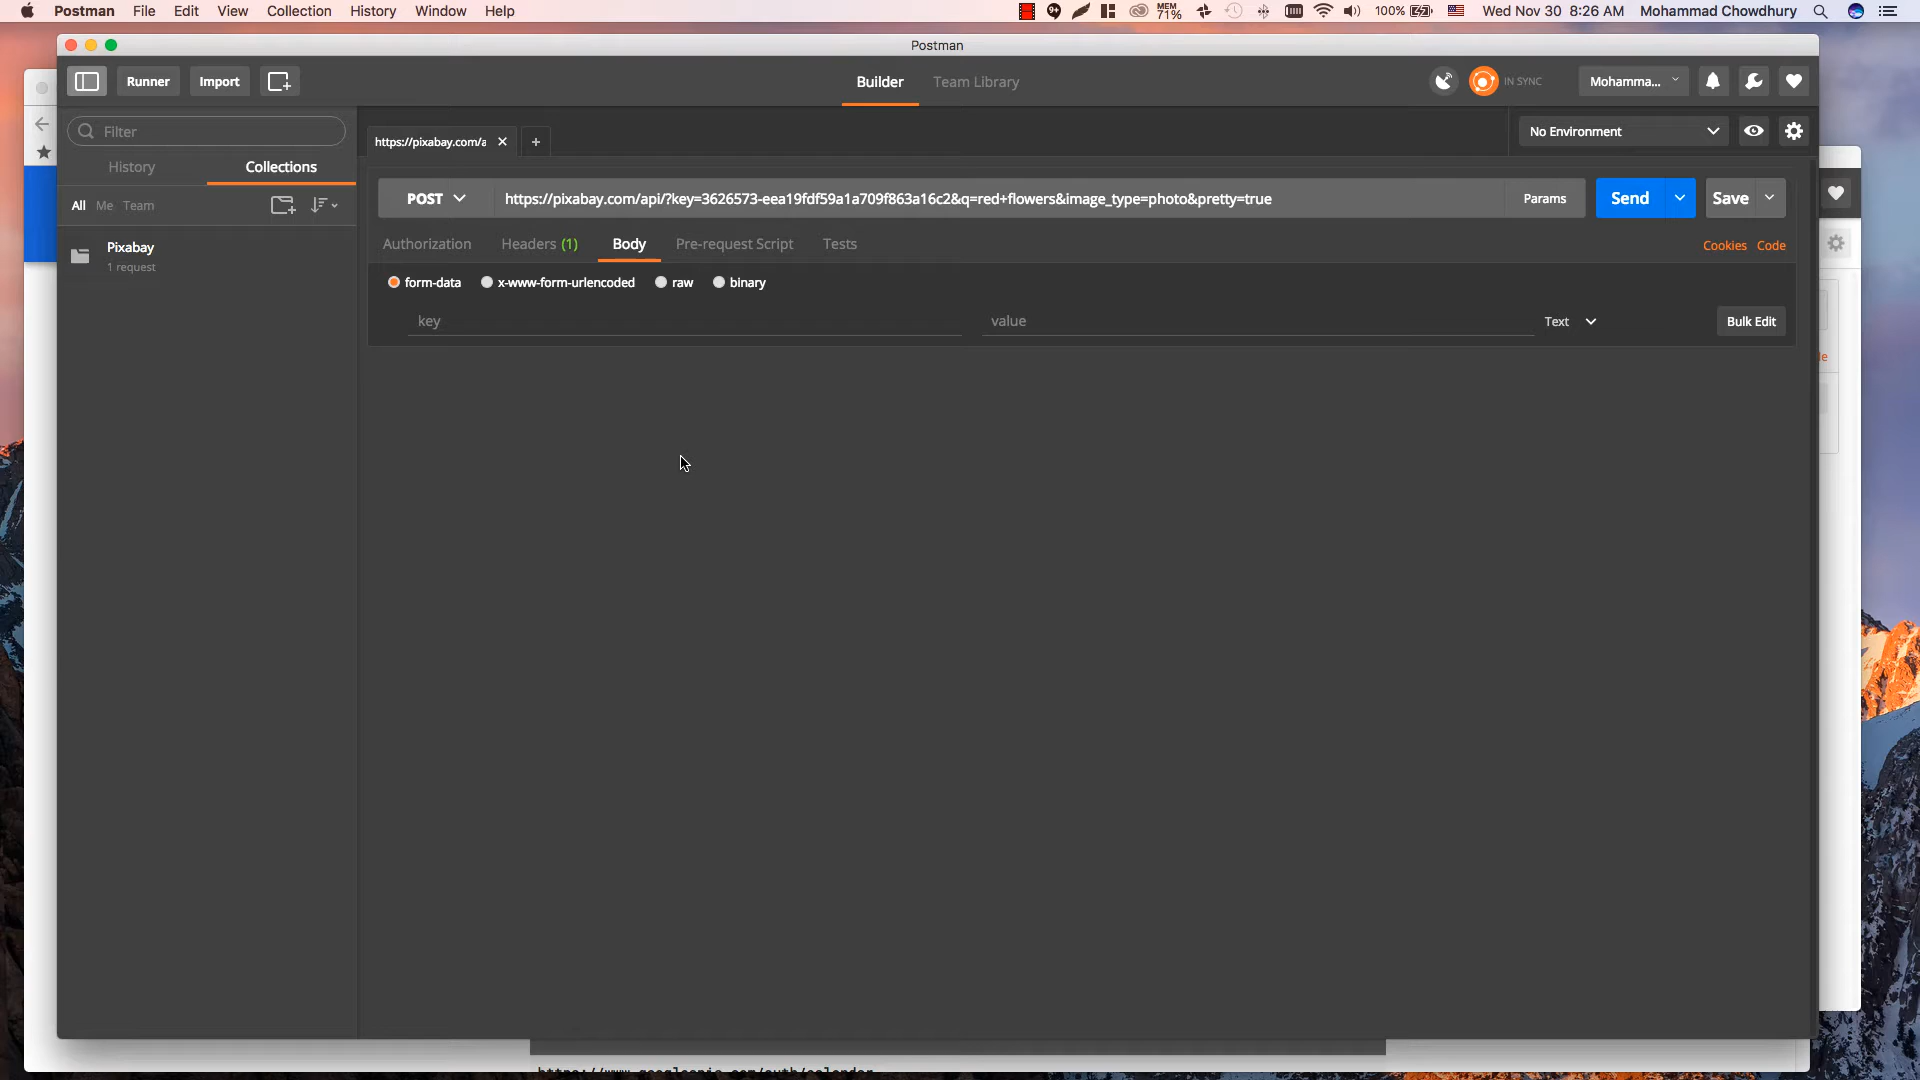 Postman File Edit View Collection History Window Help
9+ MEM 71% 100% Wed Nov 30 8:26 AM Mohammad Chowdhury
Postman
Runner Import Builder Team Library IN SYNC Mohamma...
Filter
https://pixabay.com/a No Environment
History Collections
All Me Team
POST https://pixabay.com/api/?key=3626573-eea19fdf59a1a709f863a16c2&q=red+flowers&image_type=photo&pretty=true Params Send Save
Authorization Headers (1) Body Pre-request Script Tests Cookies Code
Pixabay
1 request
form-data x-www-form-urlencoded raw binary
key value Text Bulk Edit